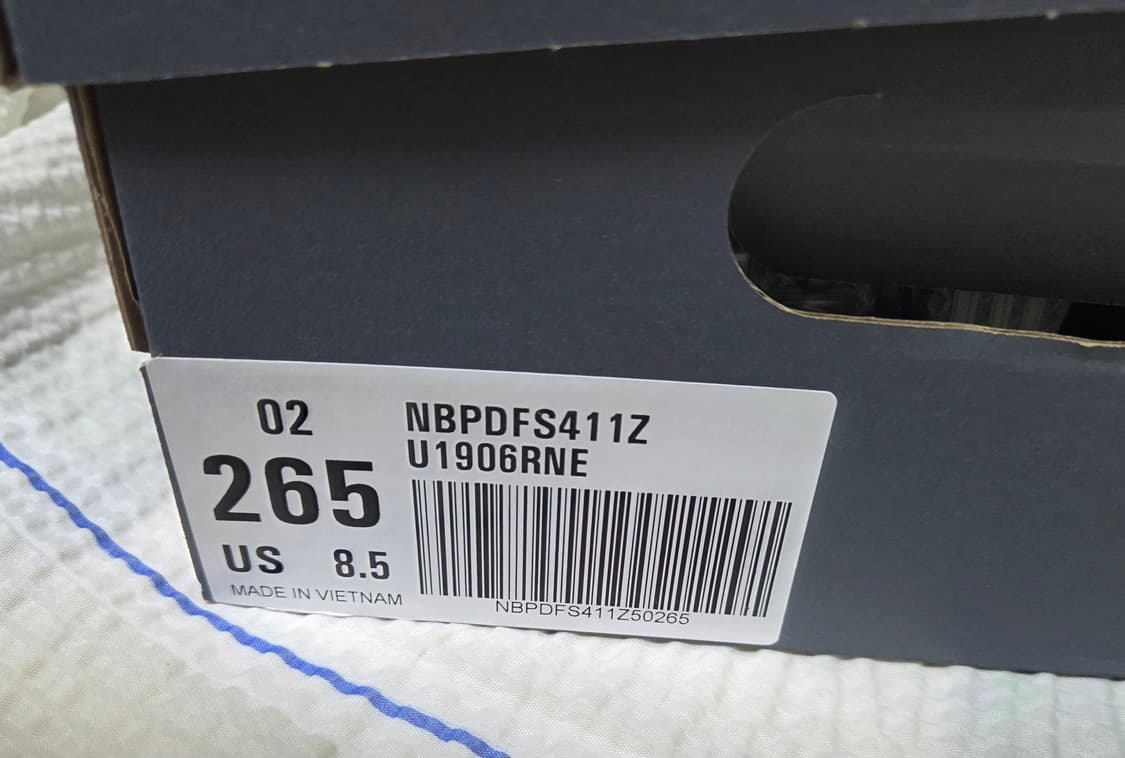 02
265
US 8.5
MADE IN VIETNAM
NBPDFS411Z
U1906RNE
NBPDFS411Z50265